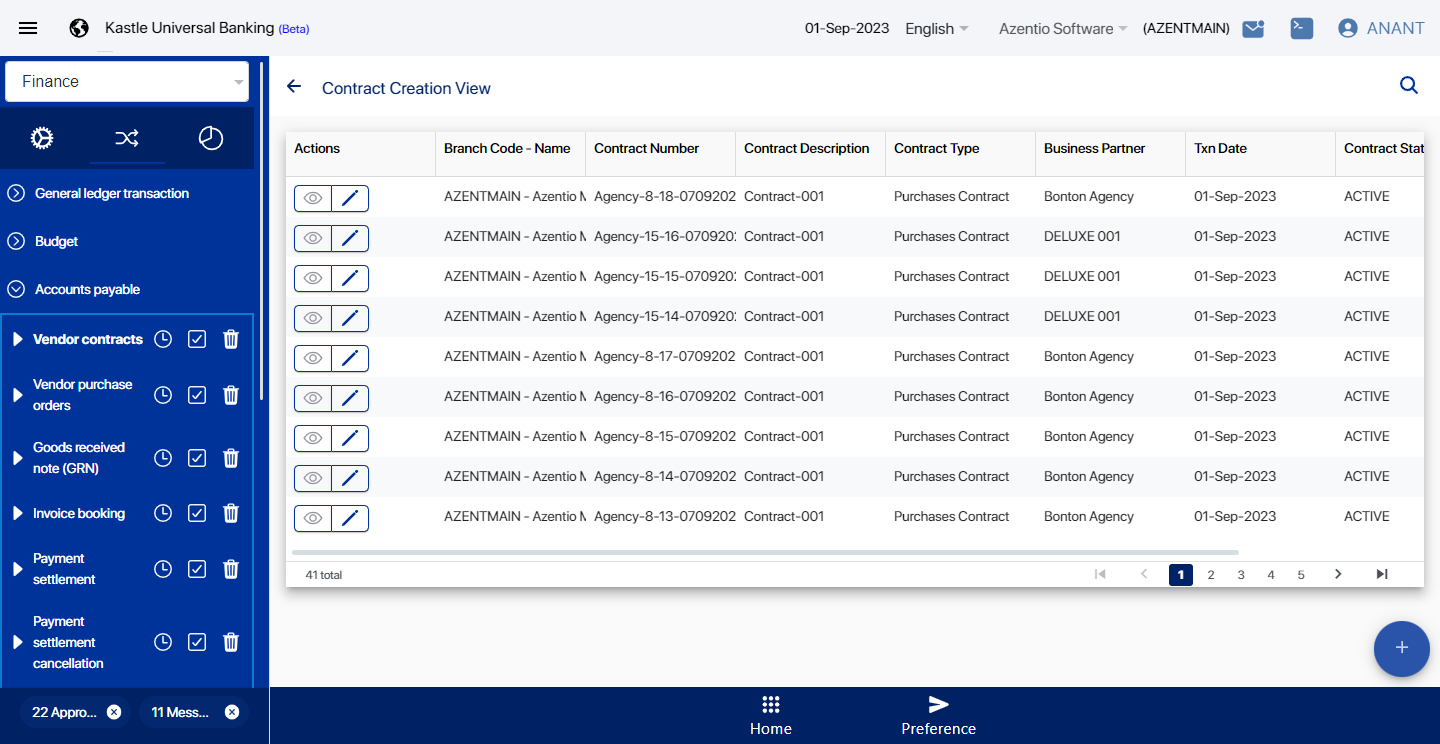 Kastle Universal Banking (Beta)
01-Sep-2023 English Azentio Software (AZENTMAIN) ANANT
Finance
Contract Creation View
General ledger transaction
Budget
Accounts payable
Vendor contracts
Vendor purchase
orders
Goods received
note (GRN)
Invoice booking
Payment
settlement
Payment
settlement
cancellation
22 Appro...
11 Mess...
Actions Branch Code - Name Contract Number Contract Description Contract Type Business Partner Txn Date Contract Stat
AZENTMAIN - Azentio M Agency-8-18-0709202 Contract-001 Purchases Contract Bonton Agency 01-Sep-2023 ACTIVE
AZENTMAIN - Azentio M Agency-15-16-070920 Contract-001 Purchases Contract DELUXE 001 01-Sep-2023 ACTIVE
AZENTMAIN - Azentio M Agency-15-15-070920 Contract-001 Purchases Contract DELUXE 001 01-Sep-2023 ACTIVE
AZENTMAIN - Azentio M Agency-15-14-070920 Contract-001 Purchases Contract DELUXE 001 01-Sep-2023 ACTIVE
AZENTMAIN - Azentio M Agency-8-17-0709202 Contract-001 Purchases Contract Bonton Agency 01-Sep-2023 ACTIVE
AZENTMAIN - Azentio M Agency-8-16-0709202 Contract-001 Purchases Contract Bonton Agency 01-Sep-2023 ACTIVE
AZENTMAIN - Azentio M Agency-8-15-0709202 Contract-001 Purchases Contract Bonton Agency 01-Sep-2023 ACTIVE
AZENTMAIN - Azentio M Agency-8-14-0709202 Contract-001 Purchases Contract Bonton Agency 01-Sep-2023 ACTIVE
AZENTMAIN - Azentio M Agency-8-13-0709202 Contract-001 Purchases Contract Bonton Agency 01-Sep-2023 ACTIVE
41 total 1 2 3 4 5
Home Preference